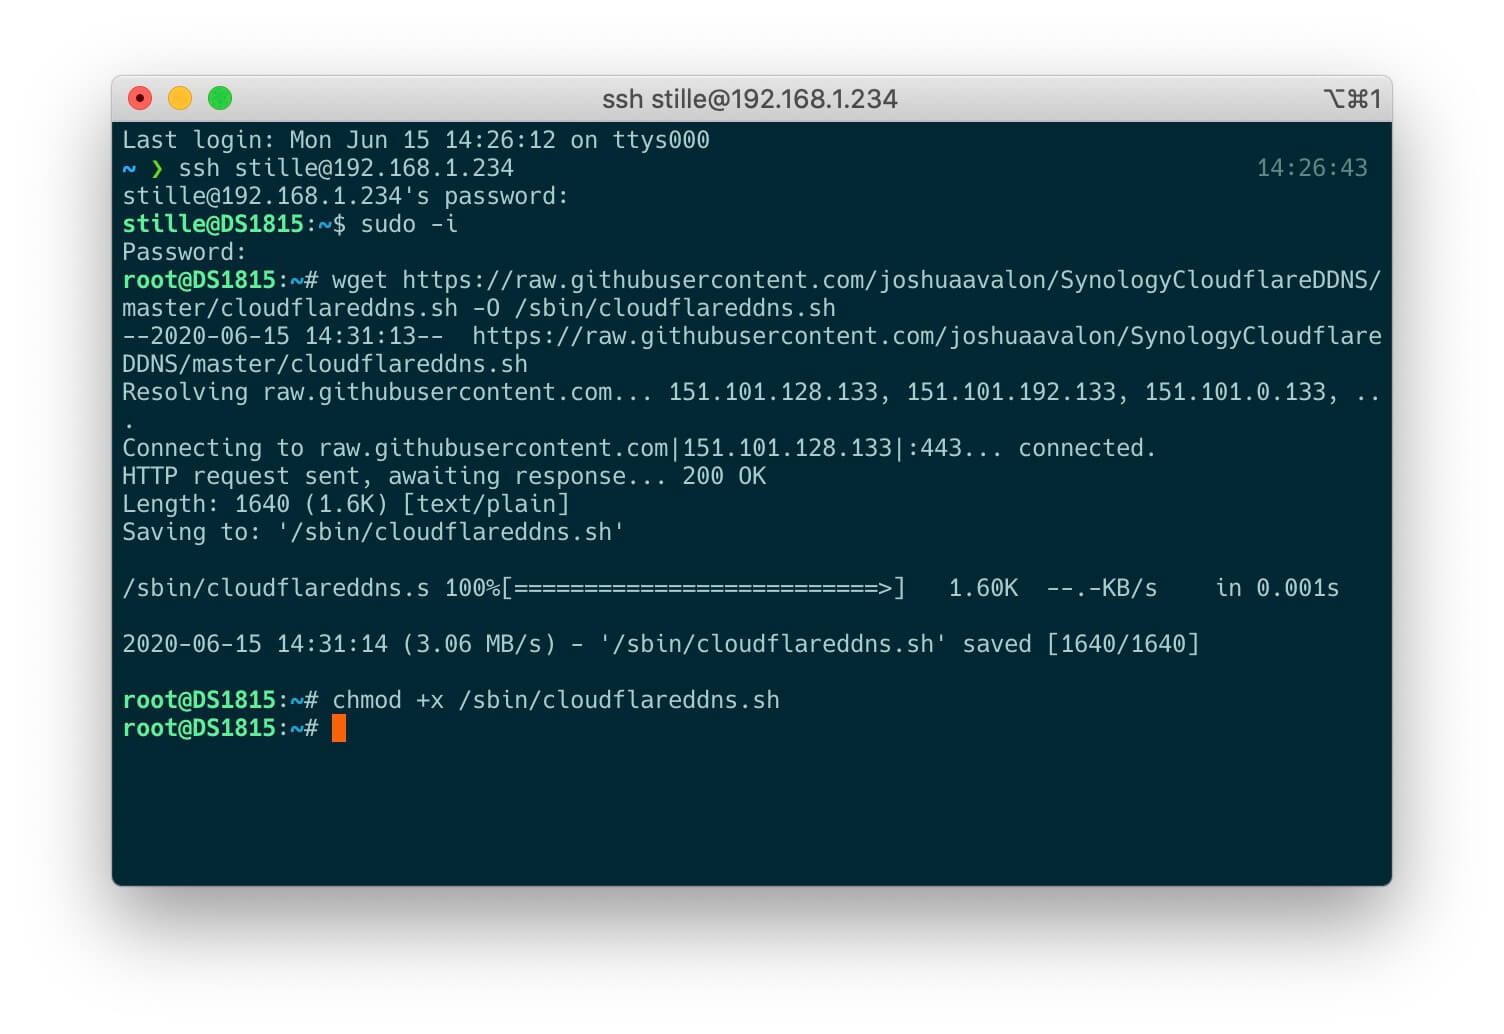 ssh stille@192.168.1.234
⌥⌘1
Last login: Mon Jun 15 14:26:12 on ttys000
~ ❯ ssh stille@192.168.1.234 14:26:43
stille@192.168.1.234's password:
stille@DS1815:~$ sudo -i
Password:
root@DS1815:~# wget https://raw.githubusercontent.com/joshuaavalon/SynologyCloudflareDDNS/
master/cloudflareddns.sh -O /sbin/cloudflareddns.sh
--2020-06-15 14:31:13--  https://raw.githubusercontent.com/joshuaavalon/SynologyCloudflare
DDNS/master/cloudflareddns.sh
Resolving raw.githubusercontent.com... 151.101.128.133, 151.101.192.133, 151.101.0.133, ..
.
Connecting to raw.githubusercontent.com|151.101.128.133|:443... connected.
HTTP request sent, awaiting response... 200 OK
Length: 1640 (1.6K) [text/plain]
Saving to: '/sbin/cloudflareddns.sh'
/sbin/cloudflareddns.s 100%[==========================>]   1.60K  --.-KB/s    in 0.001s
2020-06-15 14:31:14 (3.06 MB/s) - '/sbin/cloudflareddns.sh' saved [1640/1640]
root@DS1815:~# chmod +x /sbin/cloudflareddns.sh
root@DS1815:~#